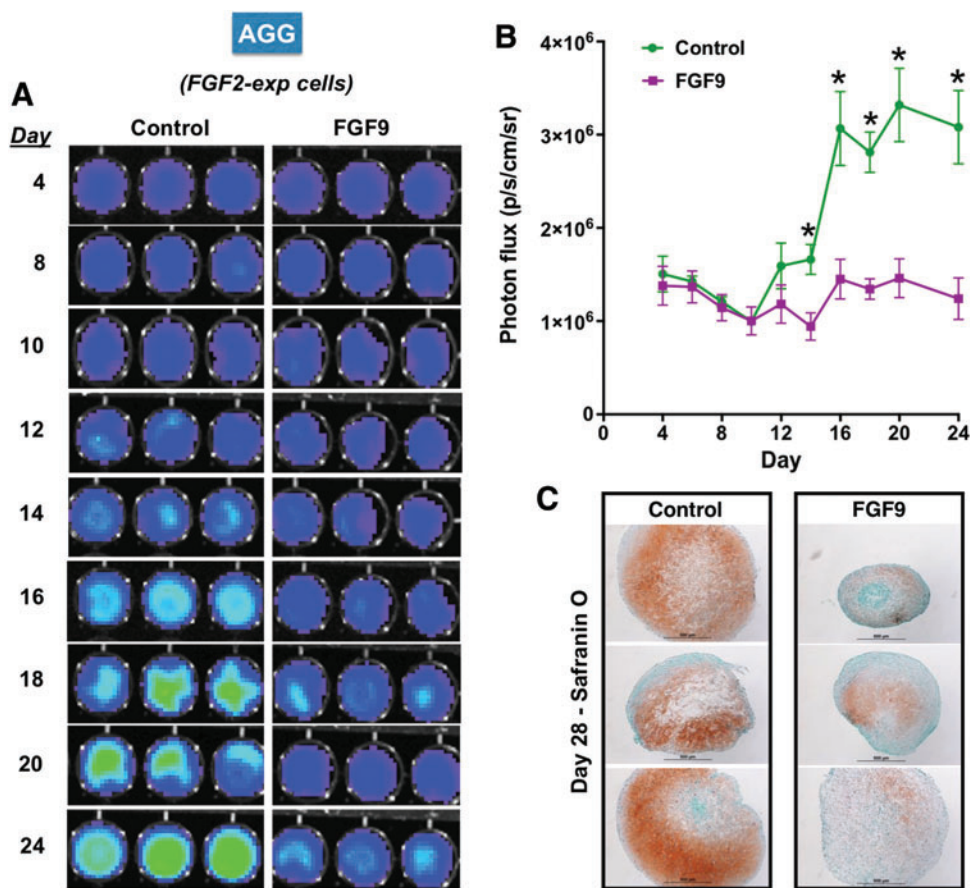 AGG
(FGF2-exp cells)
A
Day
Control
FGF9
4
8
10
12
14
16
18
20
24
B
Control
FGF9
Photon flux (p/s/cm/sr)
4×10⁶
3×10⁶
2×10⁶
1×10⁶
0
* * * * *
0 4 8 12 16 20 24
Day
C
Control
FGF9
Day 28 - Safranin O